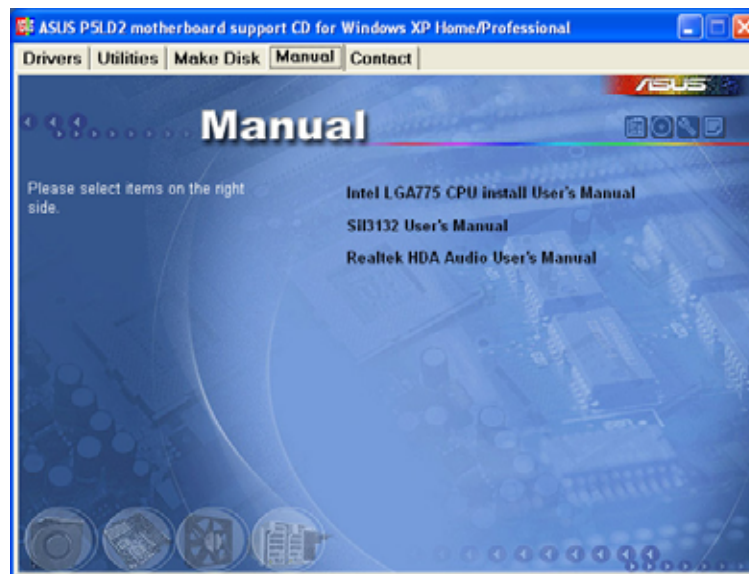 ASUS P5LD2 motherboard support CD for Windows XP Home/Professional
Drivers Utilities Make Disk Manual Contact
ASUS
Manual
Please select items on the right
side.
Intel LGA775 CPU install User's Manual
SiI3132 User's Manual
Realtek HDA Audio User's Manual